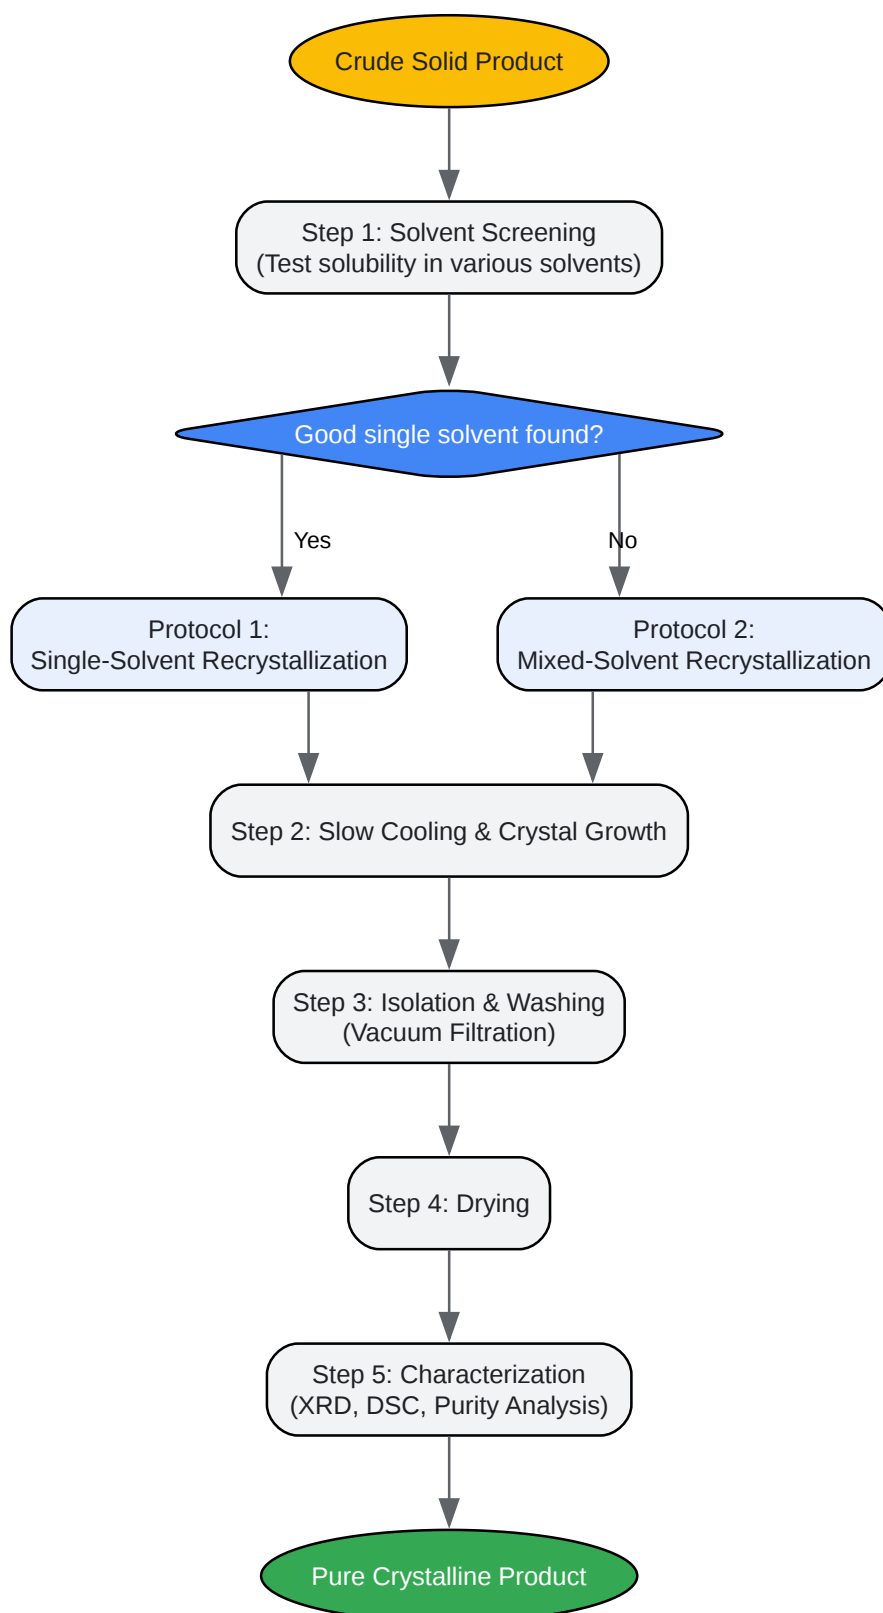 Crude Solid Product
Step 1: Solvent Screening
(Test solubility in various solvents)
Good single solvent found?
Yes
No
Protocol 1:
Single-Solvent Recrystallization
Protocol 2:
Mixed-Solvent Recrystallization
Step 2: Slow Cooling & Crystal Growth
Step 3: Isolation & Washing
(Vacuum Filtration)
Step 4: Drying
Step 5: Characterization
(XRD, DSC, Purity Analysis)
Pure Crystalline Product